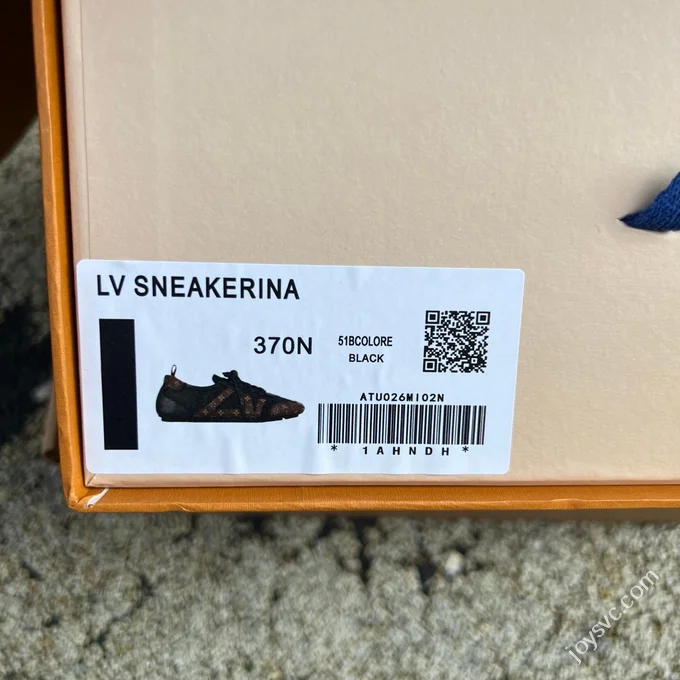 LV SNEAKERINA
370N
51BCOLORE
BLACK
ATU026MI02N
* 1AHNDH *
joysvc.com